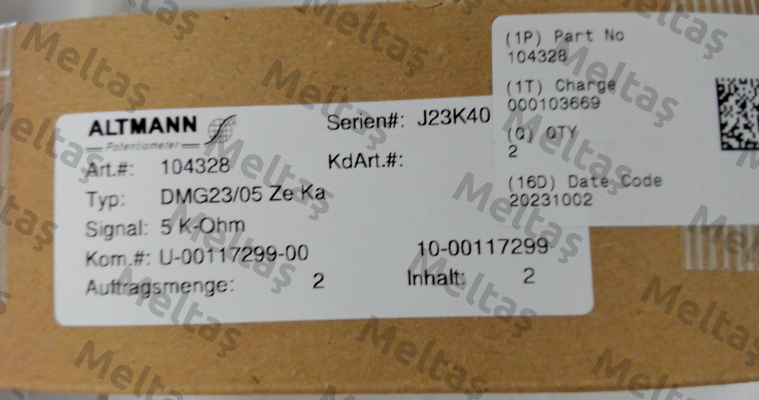 ALTMANN
Potentiometer
Serien#: J23K40
Art.#: 104328
KdArt.#:
Typ: DMG23/05 Ze Ka
Signal: 5 K-Ohm
Kom.#: U-00117299-00 10-00117299
Auftragsmenge: 2 Inhalt: 2
(1P) Part No
104328
(1T) Charge
000103669
(Q) QTY
2
(16D) Date Code
20231002
Meltaş